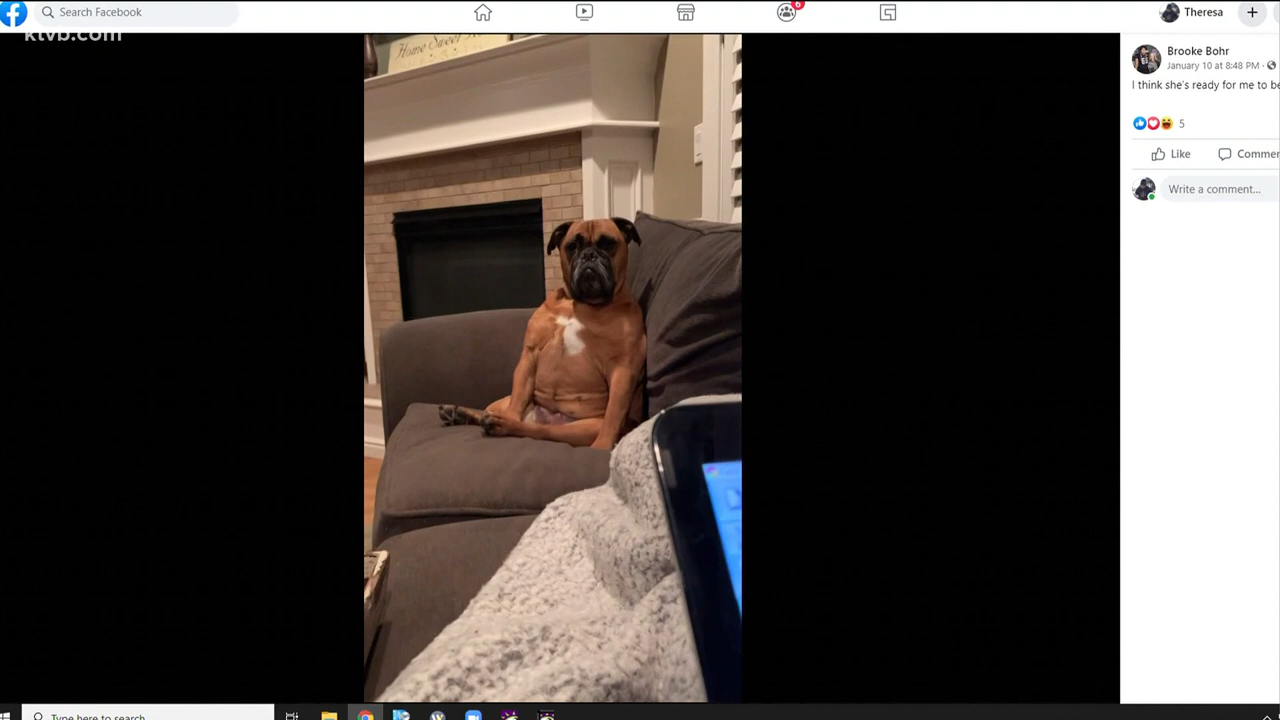 Search Facebook
6
Theresa
ktvb.com
Home Sweet
Brooke Bohr
January 10 at 8:48 PM ·
I think she's ready for me to be
5
Like
Commen
Write a comment...
Type here to search